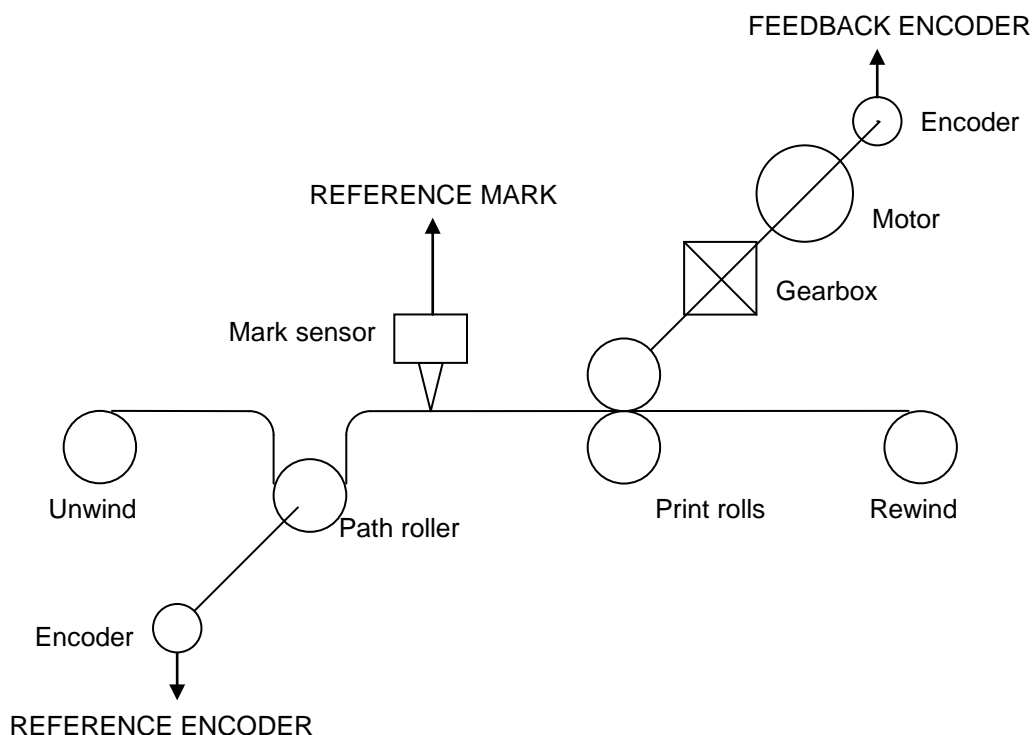 FEEDBACK ENCODER
Encoder
REFERENCE MARK
Motor
Gearbox
Mark sensor
Unwind
Path roller
Print rolls
Rewind
Encoder
REFERENCE ENCODER